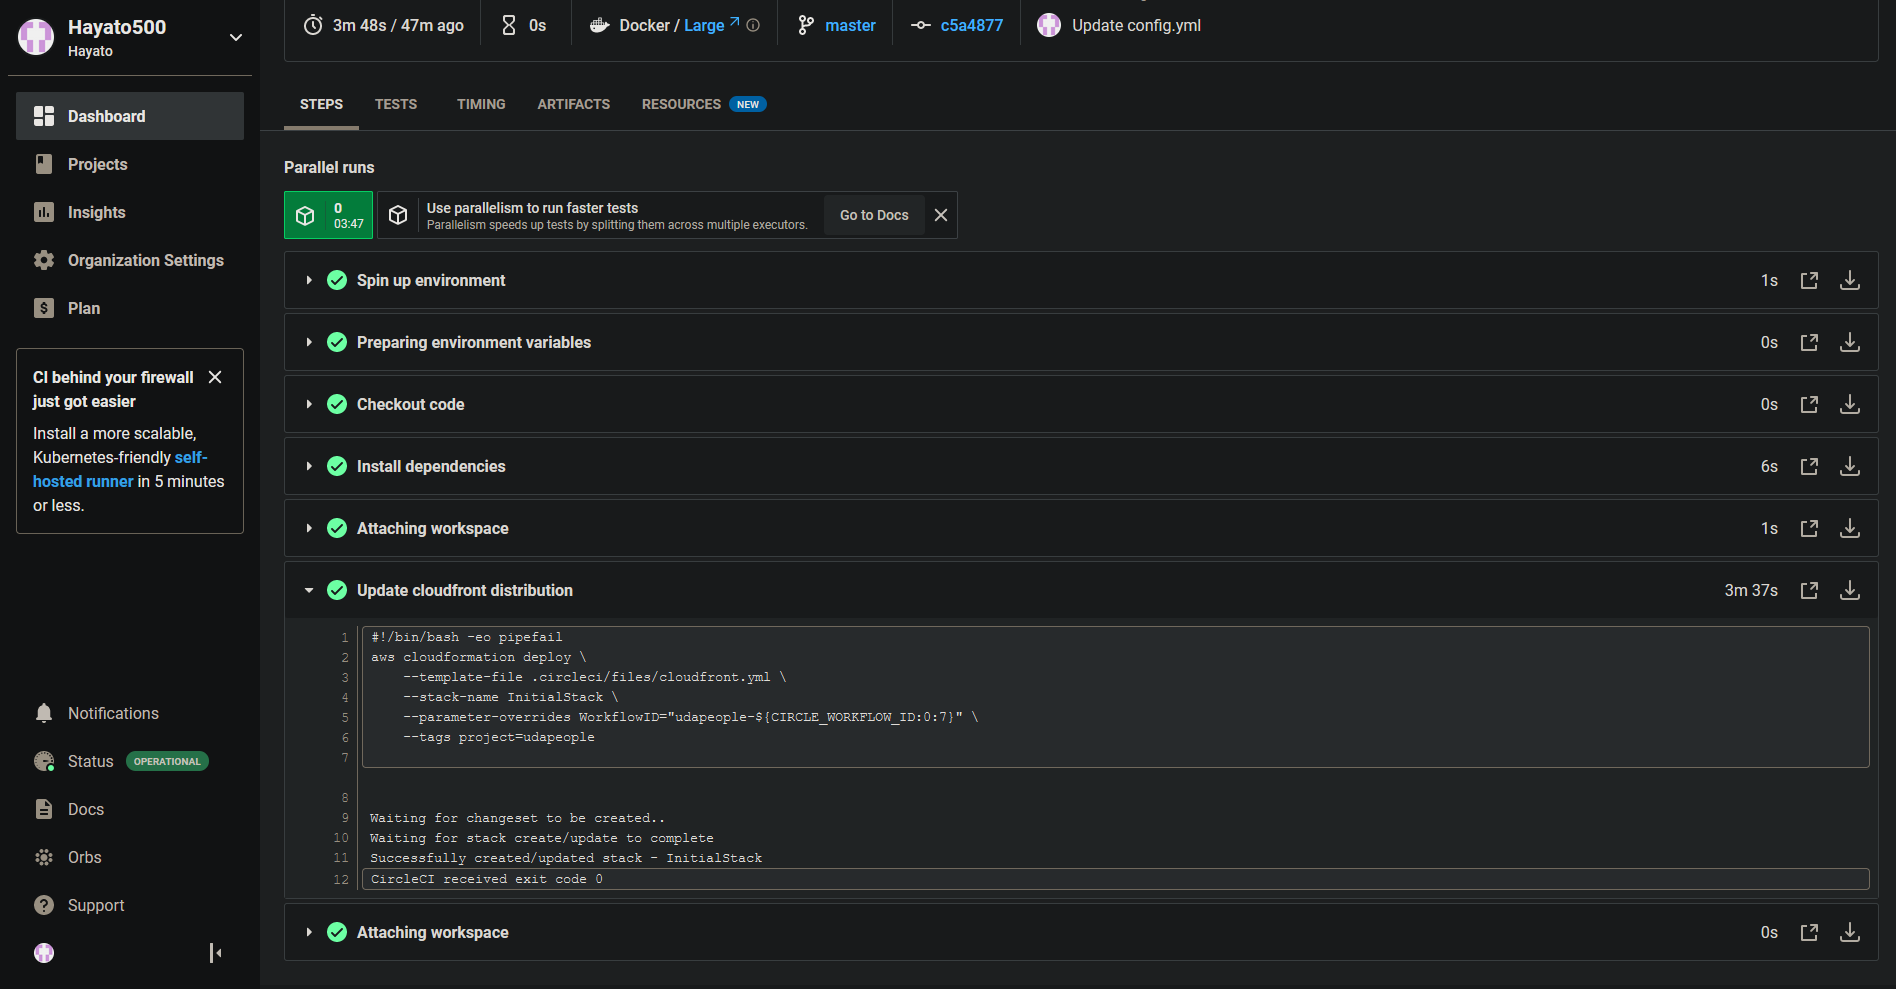 Hayato500
Hayato
Dashboard
Projects
Insights
Organization Settings
Plan
CI behind your firewall
just got easier
Install a more scalable,
Kubernetes-friendly self-
hosted runner in 5 minutes
or less.
Notifications
Status OPERATIONAL
Docs
Orbs
Support
3m 48s / 47m ago 0s Docker / Large master c5a4877 Update config.yml
STEPS TESTS TIMING ARTIFACTS RESOURCES NEW
Parallel runs
0
03:47
Use parallelism to run faster tests
Parallelism speeds up tests by splitting them across multiple executors.
Go to Docs
Spin up environment 1s
Preparing environment variables 0s
Checkout code 0s
Install dependencies 6s
Attaching workspace 1s
Update cloudfront distribution 3m 37s
1 #!/bin/bash -eo pipefail
2 aws cloudformation deploy \
3 --template-file .circleci/files/cloudfront.yml \
4 --stack-name InitialStack \
5 --parameter-overrides WorkflowID="udapeople-${CIRCLE_WORKFLOW_ID:0:7}" \
6 --tags project=udapeople
7
8
9 Waiting for changeset to be created..
10 Waiting for stack create/update to complete
11 Successfully created/updated stack - InitialStack
12 CircleCI received exit code 0
Attaching workspace 0s